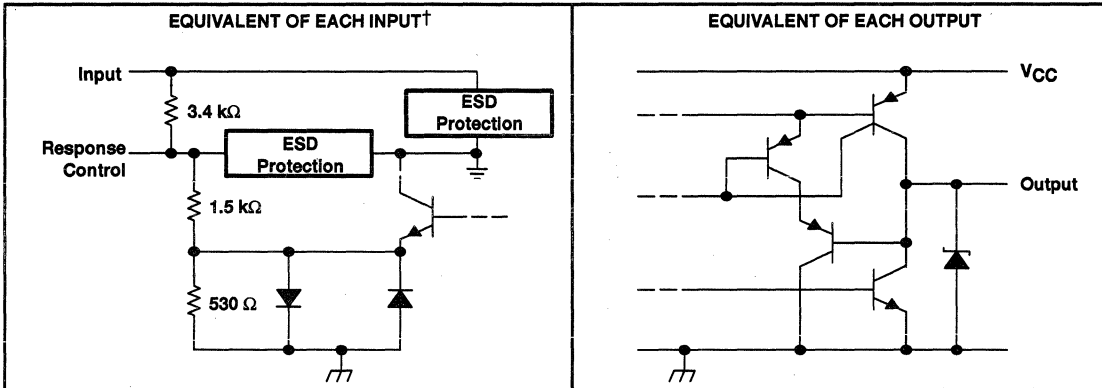 EQUIVALENT OF EACH INPUT†
Input
3.4 kΩ
ESD
Protection
Response
Control
ESD
Protection
1.5 kΩ
530 Ω
EQUIVALENT OF EACH OUTPUT
VCC
Output